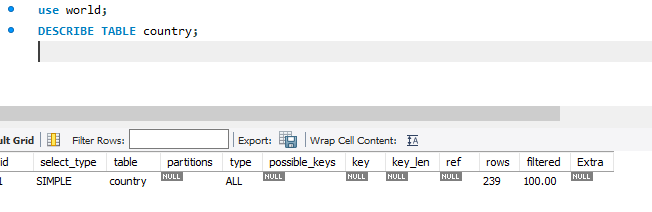 use world;
DESCRIBE TABLE country;
ult Grid Filter Rows: Export: Wrap Cell Content:
id select_type table partitions type possible_keys key key_len ref rows filtered Extra
1 SIMPLE country NULL ALL NULL NULL NULL NULL 239 100.00 NULL